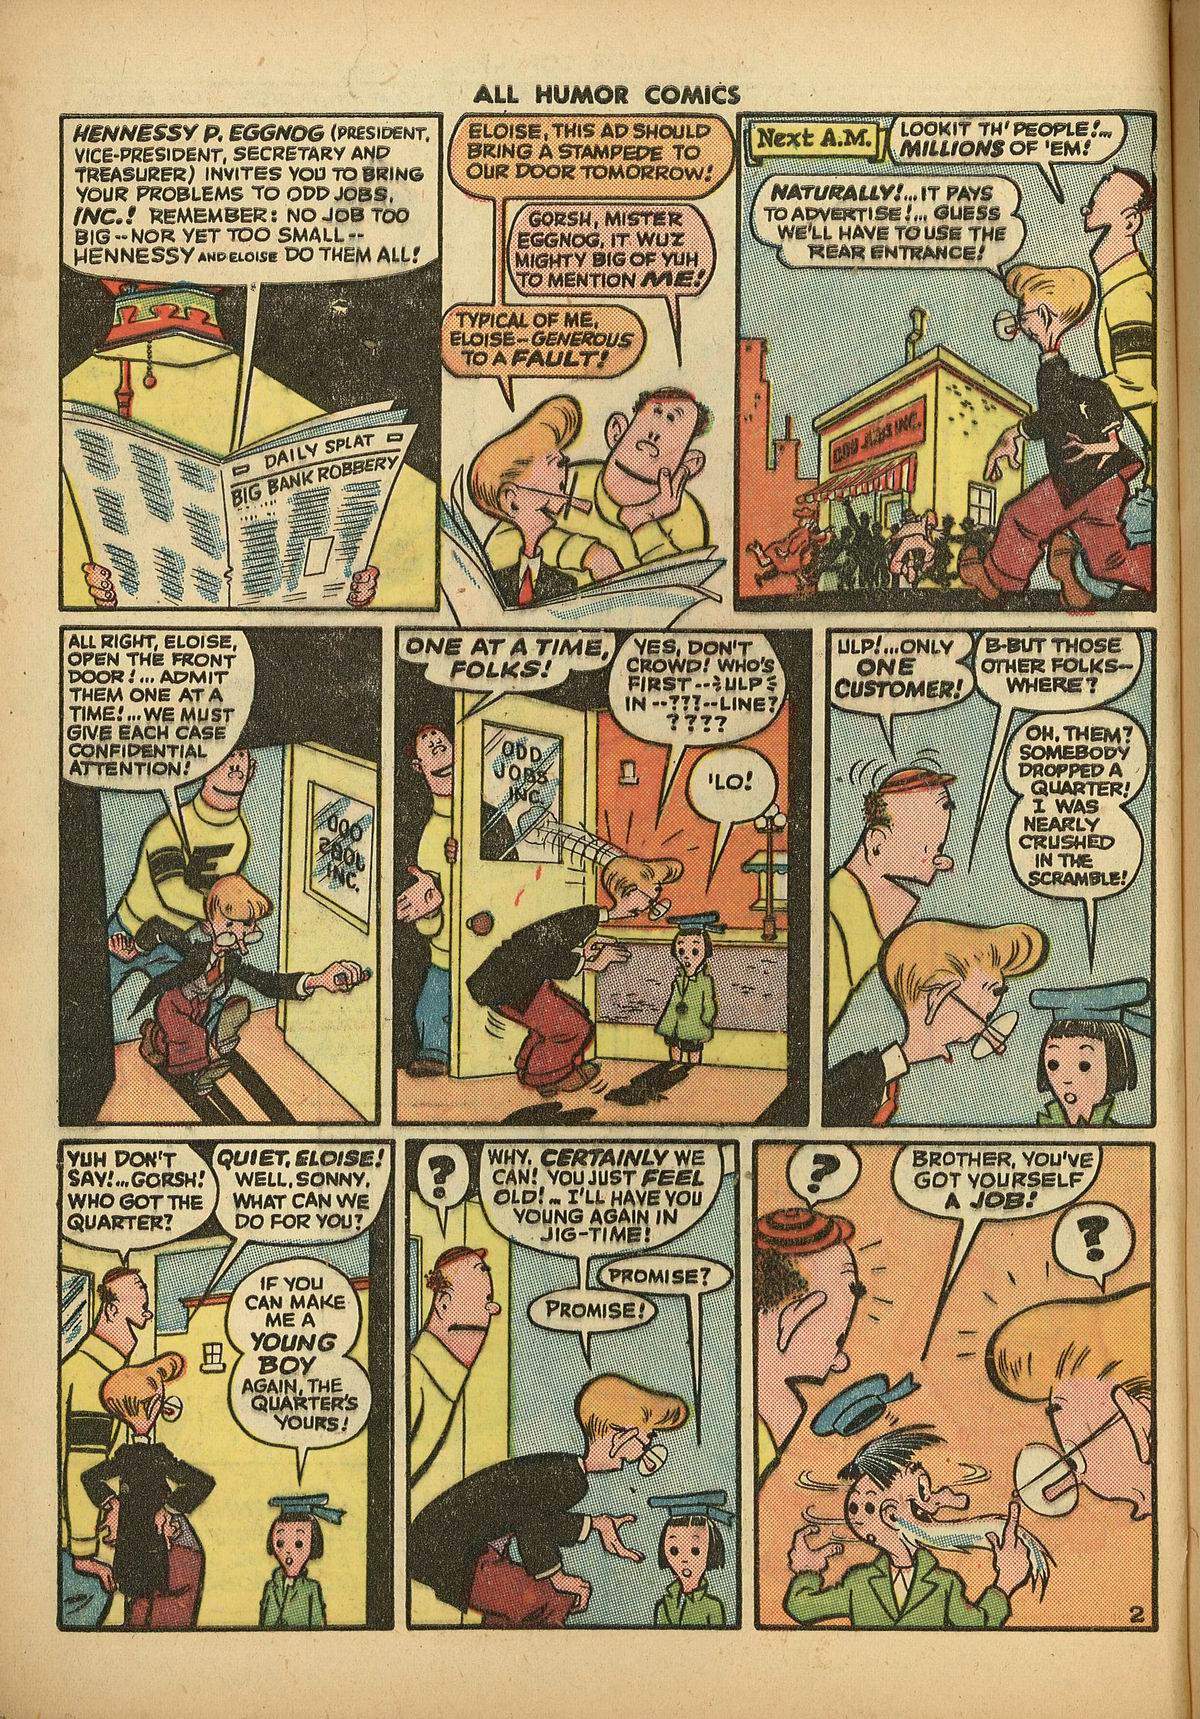 ALL HUMOR COMICS
HENNESSY P. EGGNOG (PRESIDENT,
VICE-PRESIDENT, SECRETARY AND
TREASURER) INVITES YOU TO BRING
YOUR PROBLEMS TO ODD JOBS,
INC.! REMEMBER: NO JOB TOO
BIG--NOR YET TOO SMALL--
HENNESSY AND ELOISE DO THEM ALL!
DAILY SPLAT
BIG BANK ROBBERY
ELOISE, THIS AD SHOULD
BRING A STAMPEDE TO
OUR DOOR TOMORROW!
GORSH, MISTER
EGGNOG, IT WUZ
MIGHTY BIG OF YUH
TO MENTION ME!
TYPICAL OF ME,
ELOISE--GENEROUS
TO A FAULT!
Next A.M.
LOOKIT TH' PEOPLE!...
MILLIONS OF 'EM!
NATURALLY!...IT PAYS
TO ADVERTISE!... GUESS
WE'LL HAVE TO USE THE
REAR ENTRANCE!
ODD JOBS INC.
ALL RIGHT, ELOISE,
OPEN THE FRONT
DOOR!... ADMIT
THEM ONE AT A
TIME!...WE MUST
GIVE EACH CASE
CONFIDENTIAL
ATTENTION!
E
ODD
JOBS
INC.
ONE AT A TIME,
FOLKS!
YES, DON'T
CROWD! WHO'S
FIRST--ULP
IN--???--LINE?
????
'LO!
ODD
JOBS
INC.
ULP!...ONLY
ONE
CUSTOMER!
B-BUT THOSE
OTHER FOLKS--
WHERE?
OH, THEM?
SOMEBODY
DROPPED A
QUARTER!
I WAS
NEARLY
CRUSHED
IN THE
SCRAMBLE!
YUH DON'T
SAY!...GORSH!
WHO GOT THE
QUARTER?
QUIET, ELOISE!
WELL, SONNY,
WHAT CAN WE
DO FOR YOU?
IF YOU
CAN MAKE
ME A
YOUNG
BOY
AGAIN, THE
QUARTER'S
YOURS!
?
WHY, CERTAINLY WE
CAN! YOU JUST FEEL
OLD!... I'LL HAVE YOU
YOUNG AGAIN IN
JIG-TIME!
PROMISE?
PROMISE!
?
BROTHER, YOU'VE
GOT YOURSELF
A JOB!
?
2